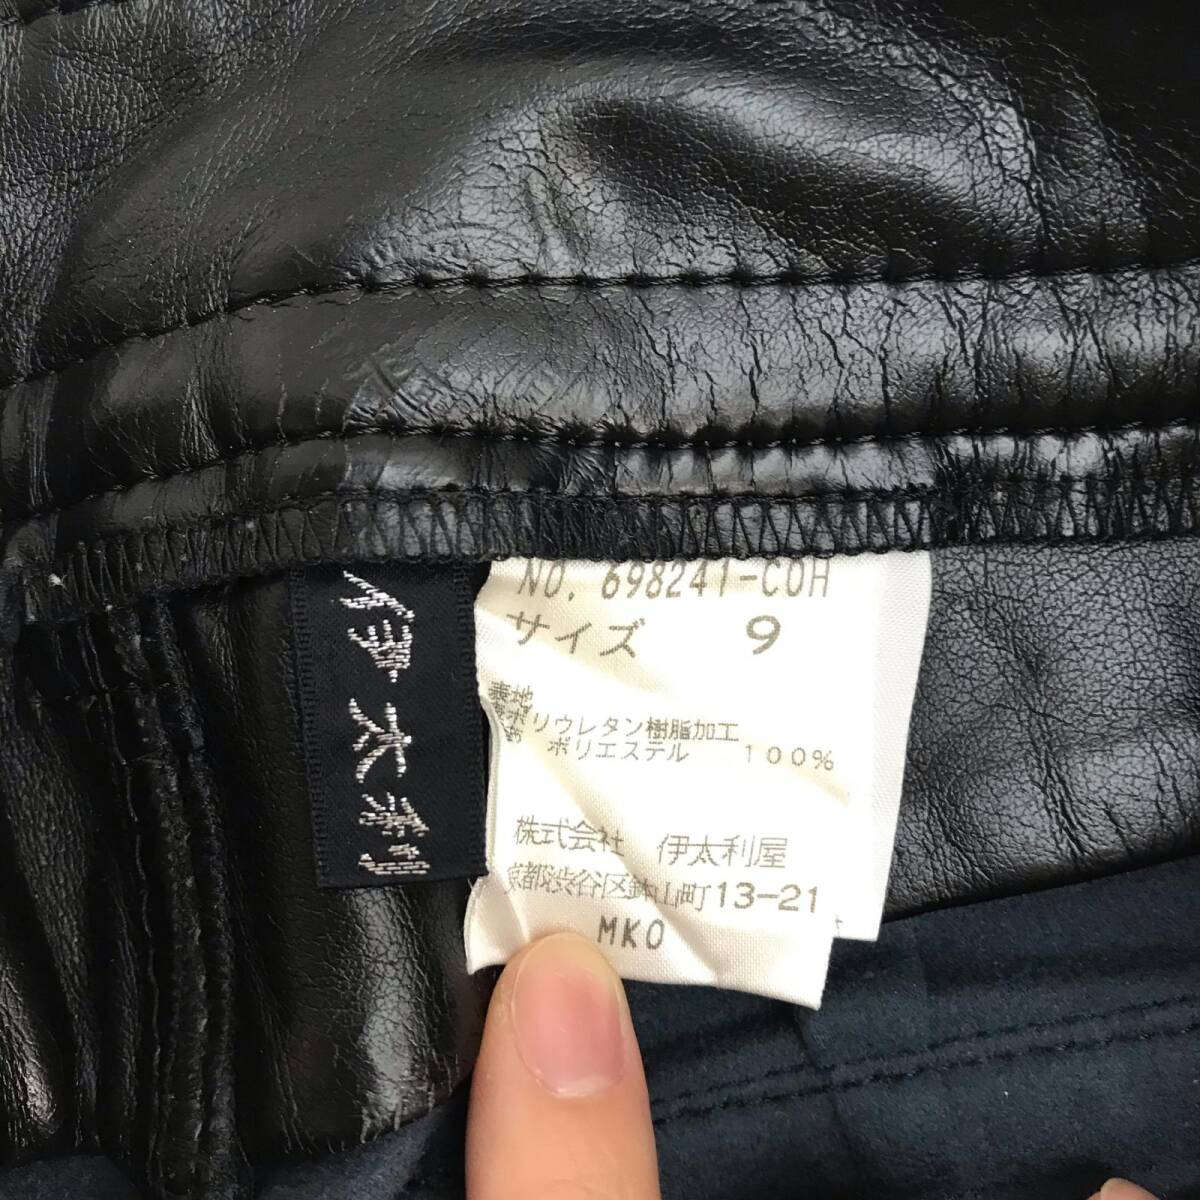 伊太利
NO. 698241-COH
サイズ 9
表地
ポリウレタン樹脂加工
ポリエステル 100%
株式会社 伊太利屋
京都渋谷区鉢山町13-21
MKO